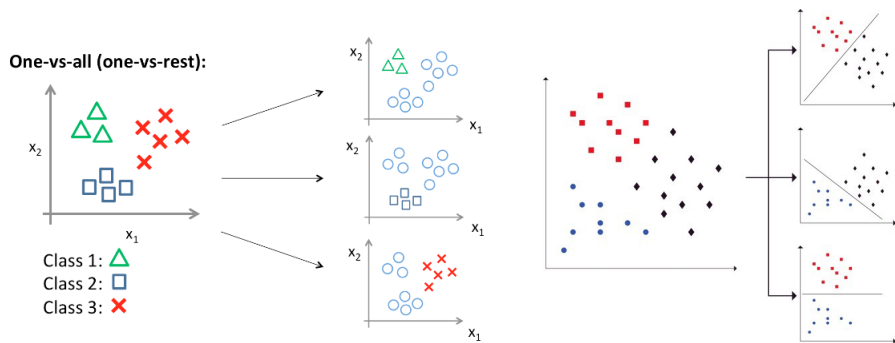 One-vs-all (one-vs-rest):
x2
x1
Class 1:
Class 2:
Class 3:
x2
x1
x2
x1
x2
x1